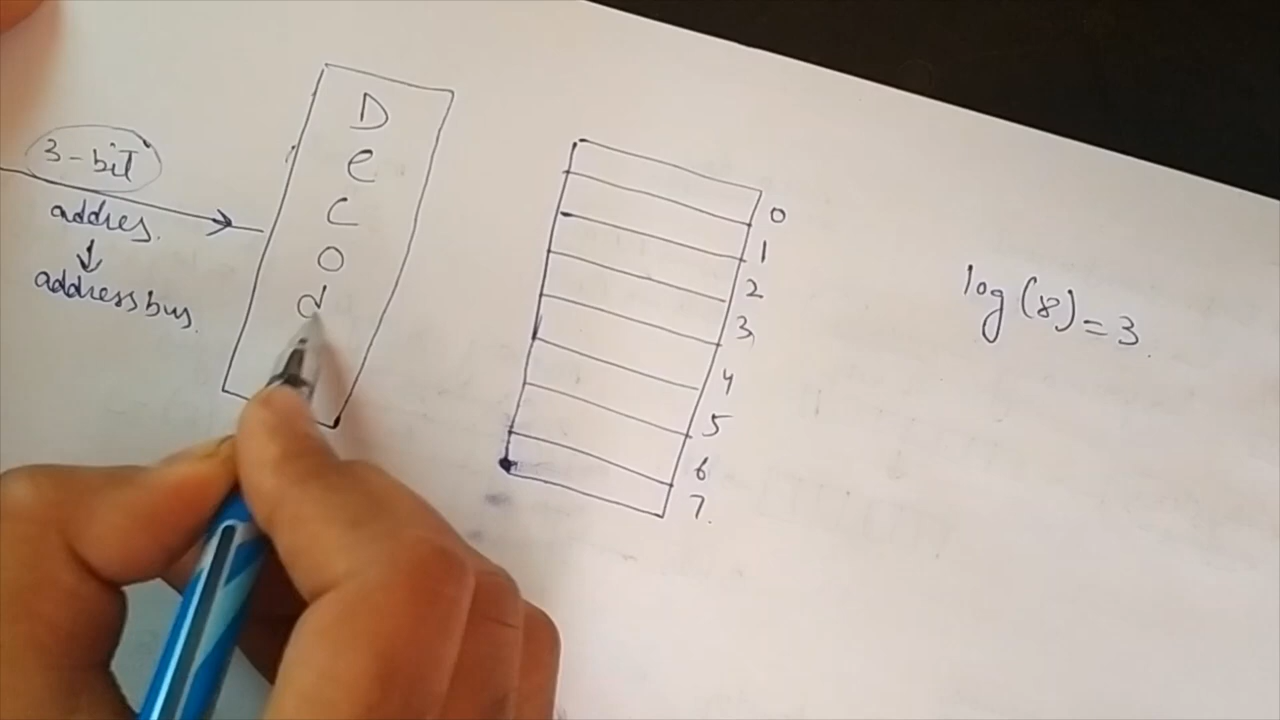 3-bit
addres.
↓
address bus.
D
e
C
o
d
0
1
2
3
4
5
6
7.
log(8)=3.